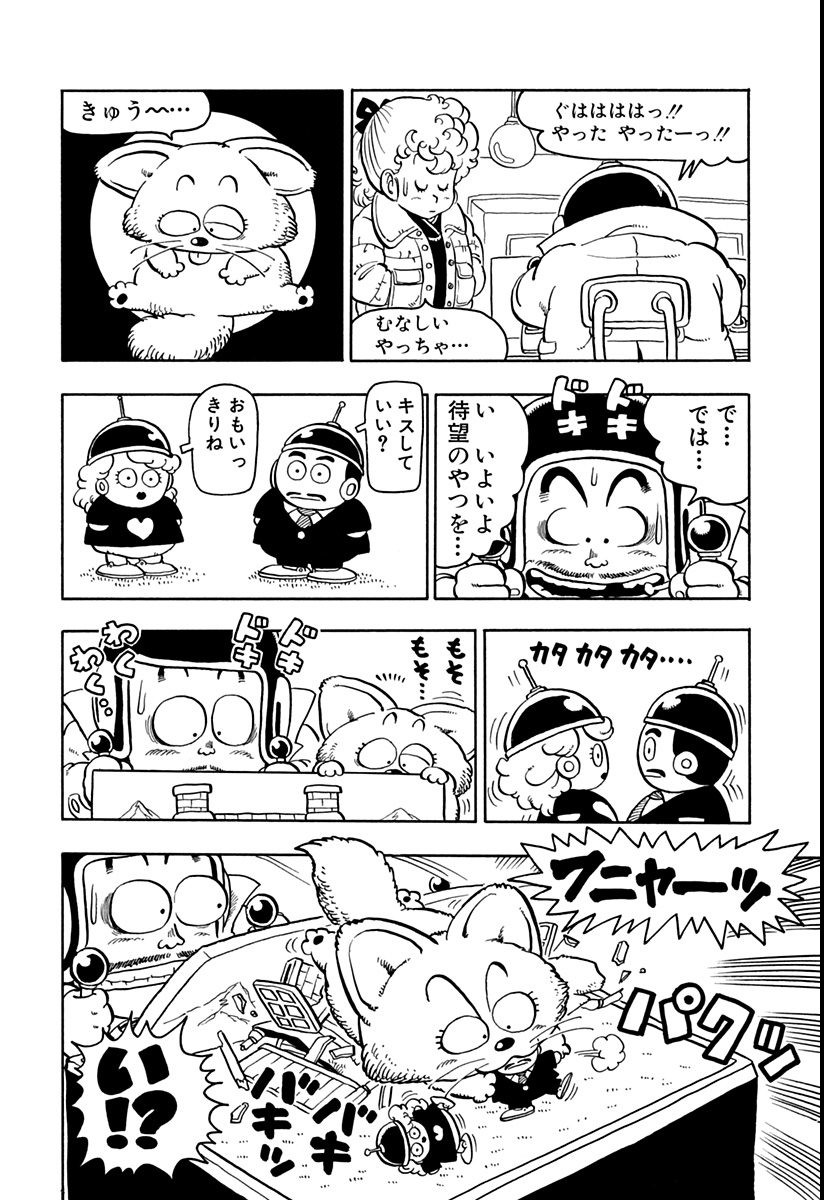 ぐははははっ!!
やった やったーっ!!
むなしい
やっちゃ…
きゅう〜〜…
で…
では…
ドキ
ドキ
い いよいよ
待望のやつを…
キスして
いい?
おもいっ
きりね
カタ カタ カタ‥‥
もそ
もそ…
ドキ
ドキ
わく
わく…
フニャーッ
パクッ
バキ
バキッ
い!?